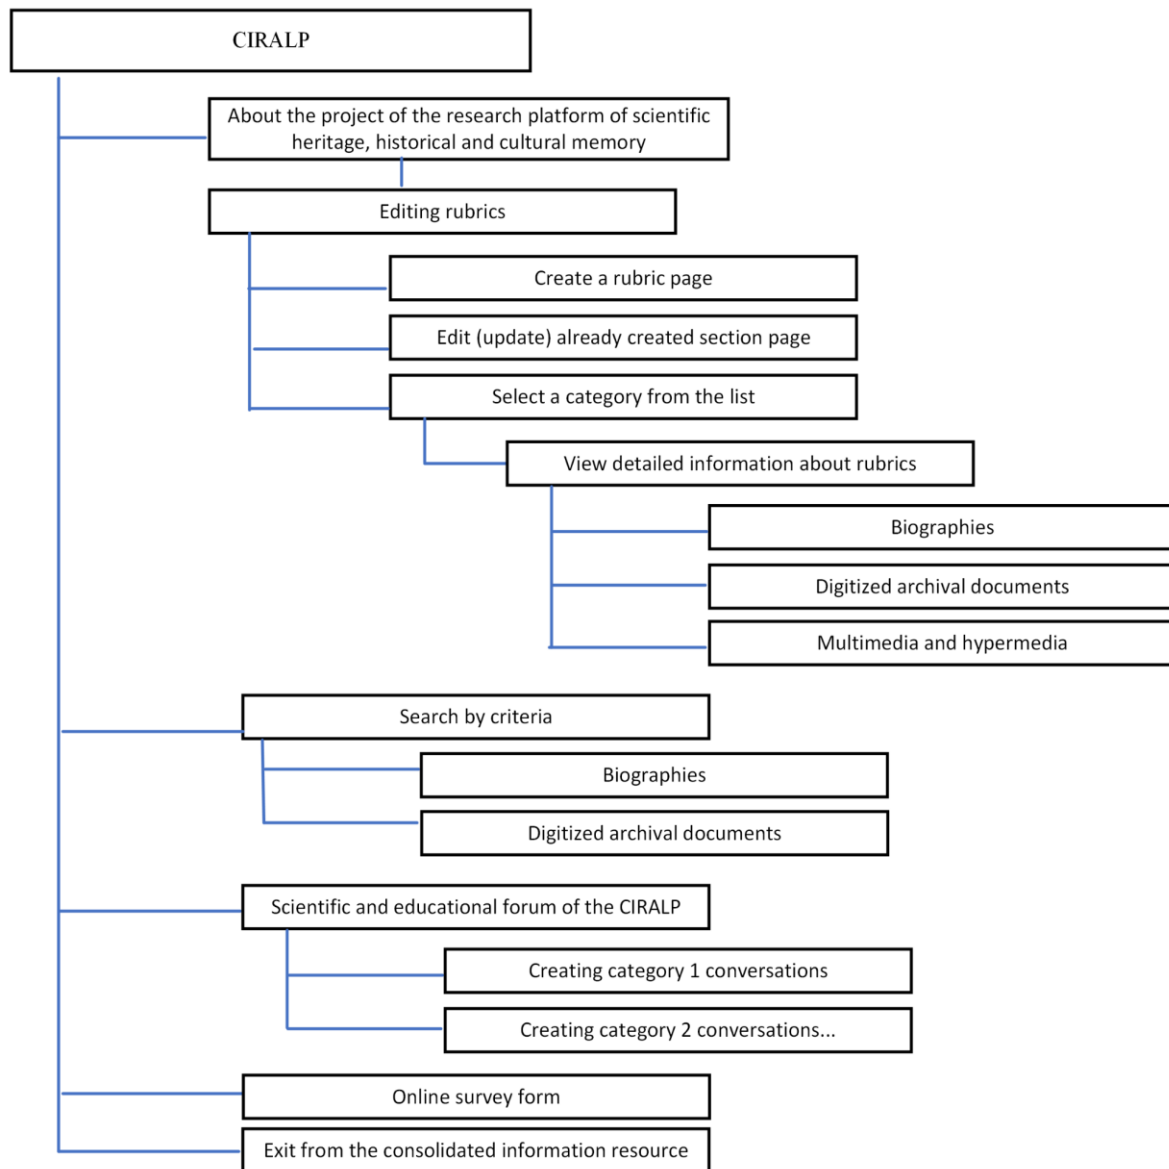 CIRALP
About the project of the research platform of scientific
heritage, historical and cultural memory
Editing rubrics
Create a rubric page
Edit (update) already created section page
Select a category from the list
View detailed information about rubrics
Biographies
Digitized archival documents
Multimedia and hypermedia
Search by criteria
Biographies
Digitized archival documents
Scientific and educational forum of the CIRALP
Creating category 1 conversations
Creating category 2 conversations...
Online survey form
Exit from the consolidated information resource